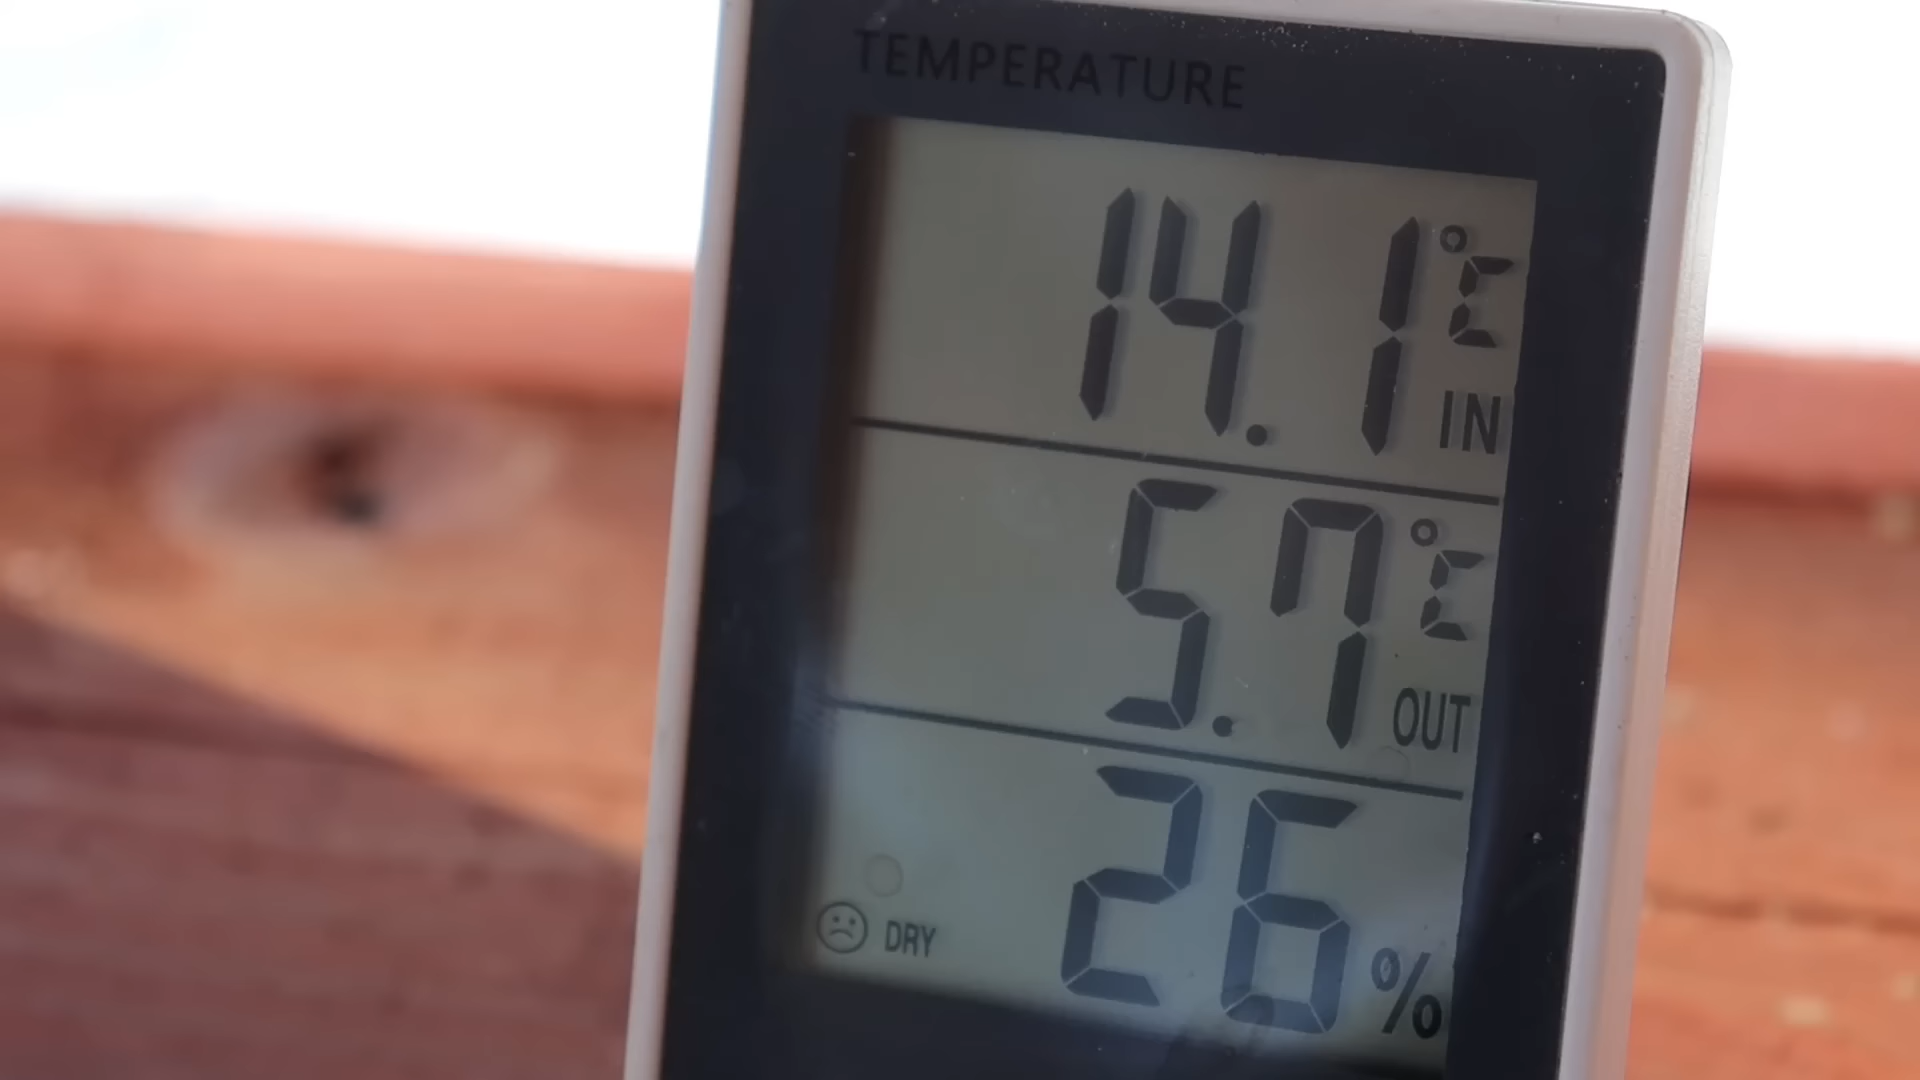 TEMPERATURE
14.1 °C
IN
5.7 °C
OUT
26 %
DRY